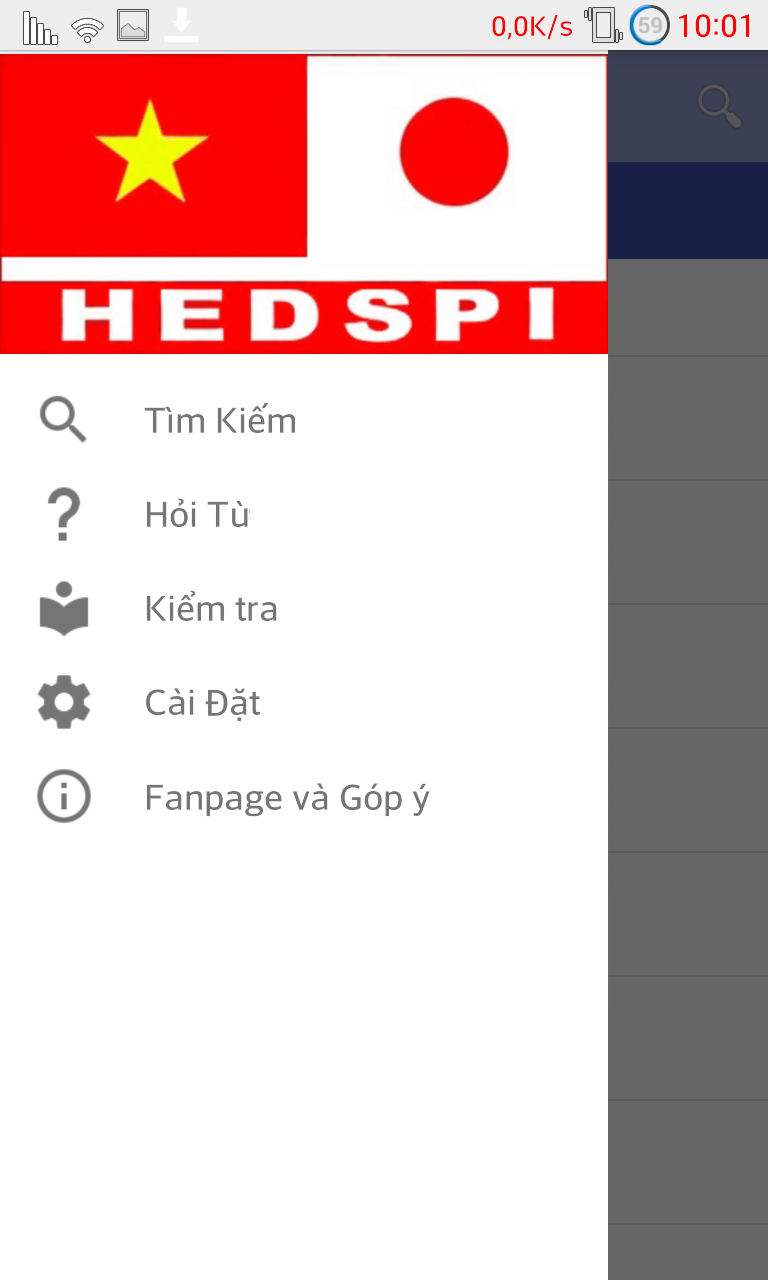 0,0K/s 59 10:01
HEDSPI
Tìm Kiếm
Hỏi Từ
Kiểm tra
Cài Đặt
Fanpage và Góp ý